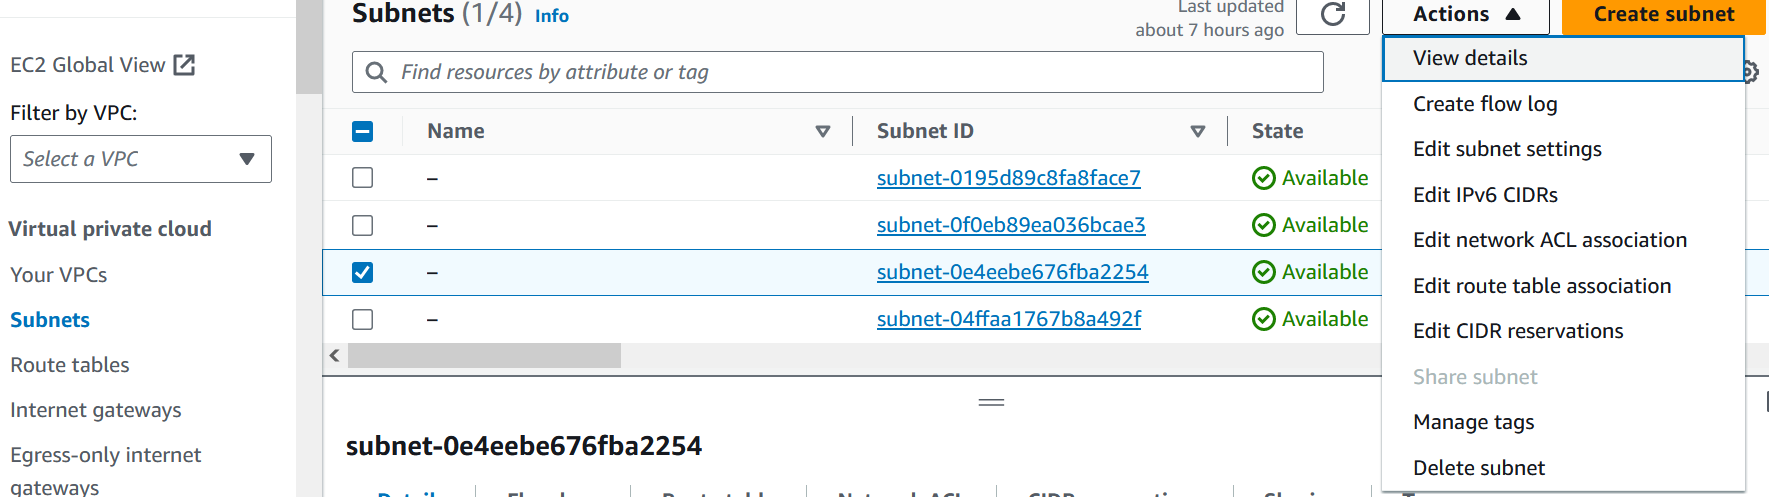 Subnets (1/4) Info
Last updated
about 7 hours ago
Actions
Create subnet
EC2 Global View
Filter by VPC:
Select a VPC
Virtual private cloud
Your VPCs
Subnets
Route tables
Internet gateways
Egress-only internet
gateways
Find resources by attribute or tag
Name Subnet ID State
– subnet-0195d89c8fa8face7 Available
– subnet-0f0eb89ea036bcae3 Available
– subnet-0e4eebe676fba2254 Available
– subnet-04ffaa1767b8a492f Available
View details
Create flow log
Edit subnet settings
Edit IPv6 CIDRs
Edit network ACL association
Edit route table association
Edit CIDR reservations
Share subnet
Manage tags
Delete subnet
subnet-0e4eebe676fba2254